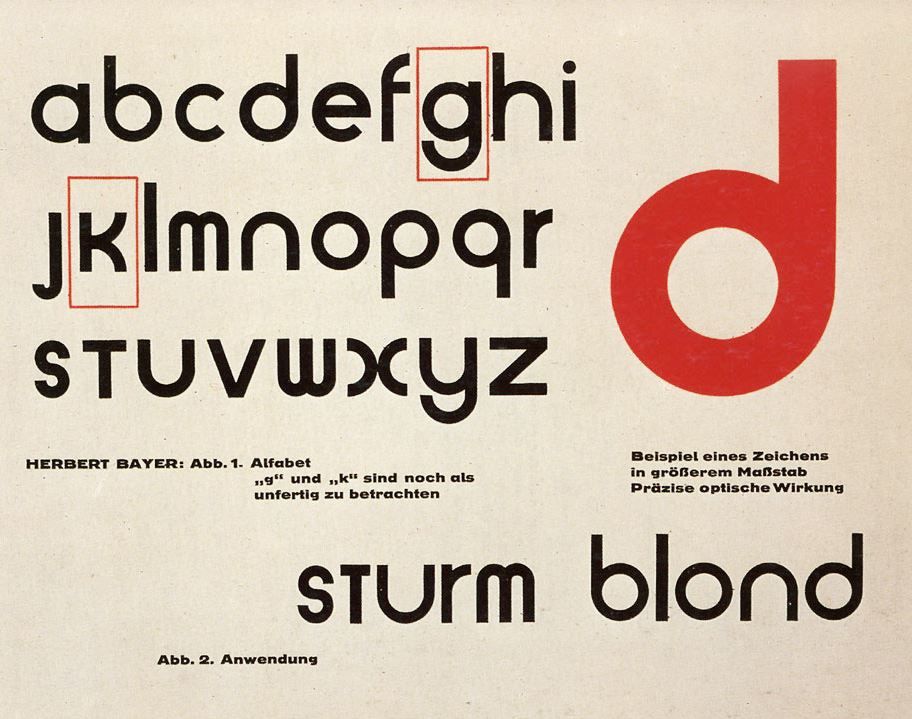 abcdefghi
jklmnopqr
stuvwxyz
d
HERBERT BAYER: Abb. 1. Alfabet
„g“ und „k“ sind noch als
unfertig zu betrachten
Beispiel eines Zeichens
in größerem Maßstab
Präzise optische Wirkung
sturm blond
Abb. 2. Anwendung